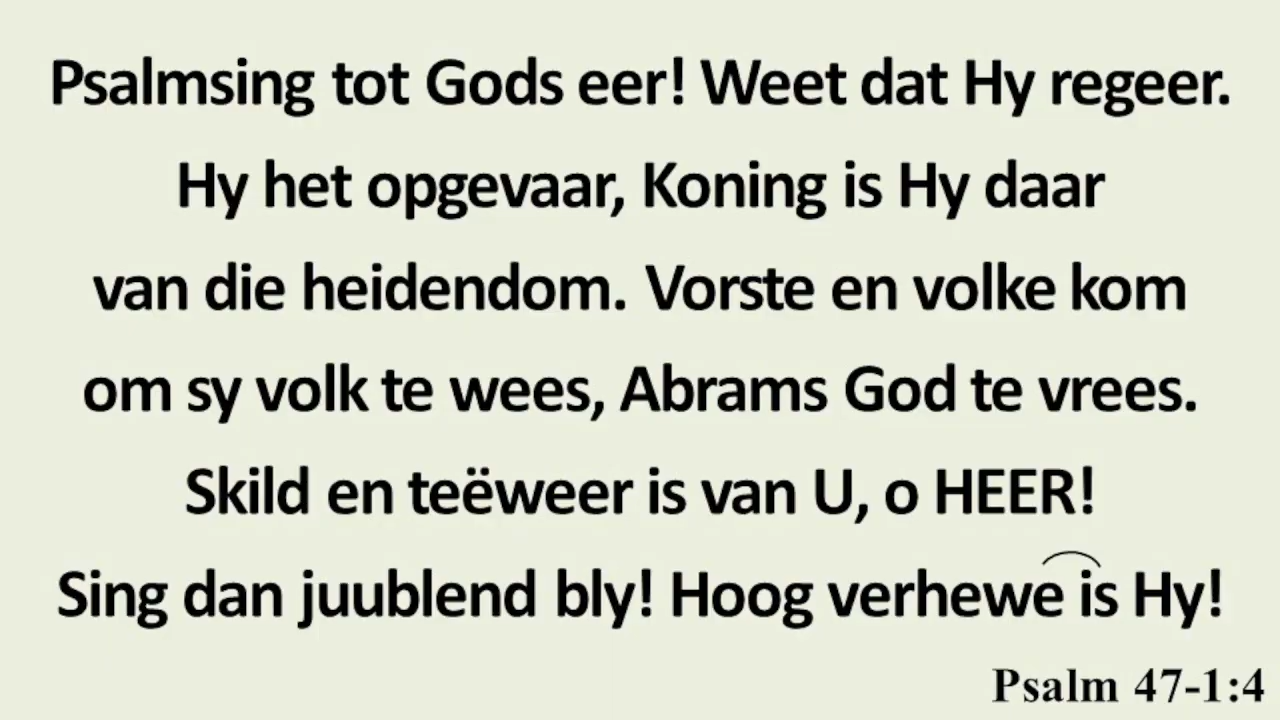 Psalmsing tot Gods eer! Weet dat Hy regeer.
Hy het opgevaar, Koning is Hy daar
van die heidendom. Vorste en volke kom
om sy volk te wees, Abrams God te vrees.
Skild en teëweer is van U, o HEER!
Sing dan juublend bly! Hoog verhewe is Hy!
Psalm 47-1:4